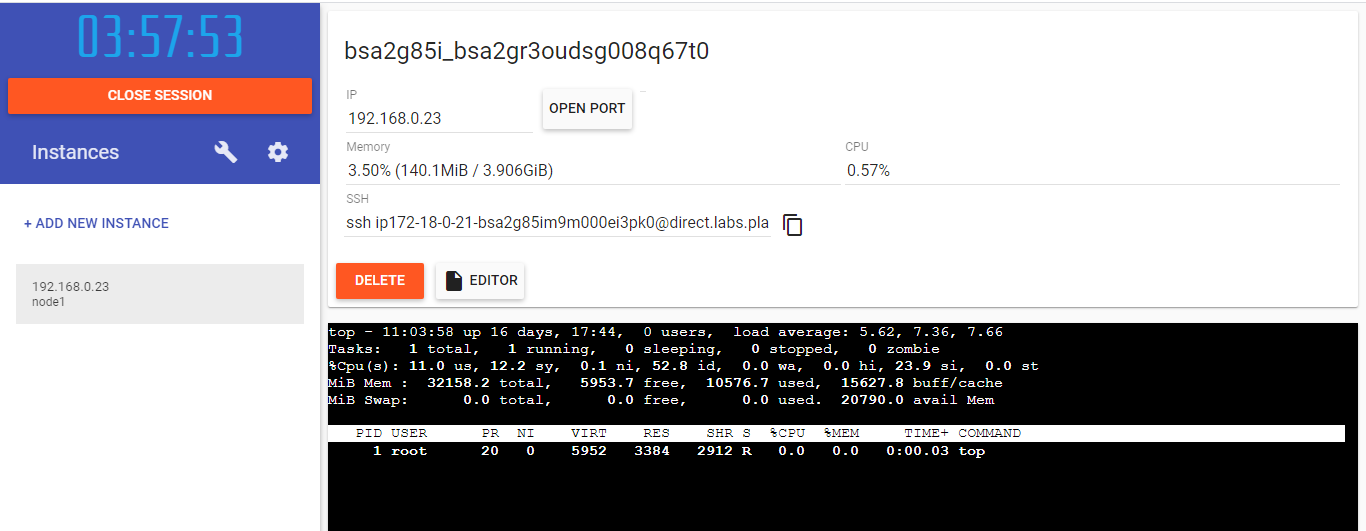 03:57:53
CLOSE SESSION
Instances
+ ADD NEW INSTANCE
192.168.0.23
node1
bsa2g85i_bsa2gr3oudsg008q67t0
IP
192.168.0.23
OPEN PORT
Memory
3.50% (140.1MiB / 3.906GiB)
CPU
0.57%
SSH
ssh ip172-18-0-21-bsa2g85im9m000ei3pk0@direct.labs.pla
DELETE
EDITOR
top - 11:03:58 up 16 days, 17:44,  0 users,  load average: 5.62, 7.36, 7.66
Tasks:   1 total,   1 running,   0 sleeping,   0 stopped,   0 zombie
%Cpu(s): 11.0 us, 12.2 sy,  0.1 ni, 52.8 id,  0.0 wa,  0.0 hi, 23.9 si,  0.0 st
MiB Mem :  32158.2 total,   5953.7 free,  10576.7 used,  15627.8 buff/cache
MiB Swap:      0.0 total,      0.0 free,      0.0 used.  20790.0 avail Mem
PID USER      PR  NI    VIRT    RES    SHR S  %CPU  %MEM     TIME+ COMMAND
1 root      20   0    5952   3384   2912 R   0.0   0.0   0:00.03 top